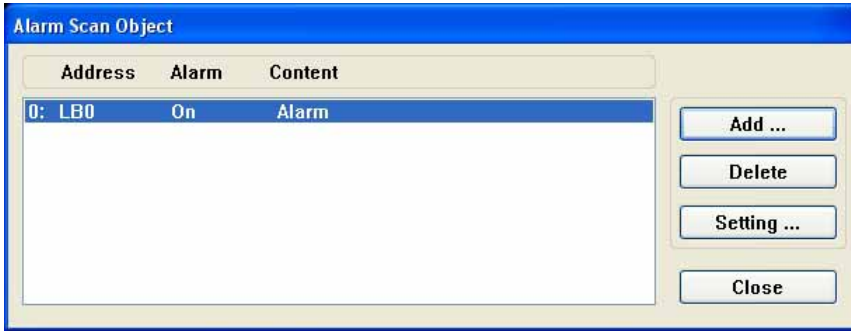 Alarm Scan Object
Address Alarm Content
0: LB0 On Alarm
Add ...
Delete
Setting ...
Close